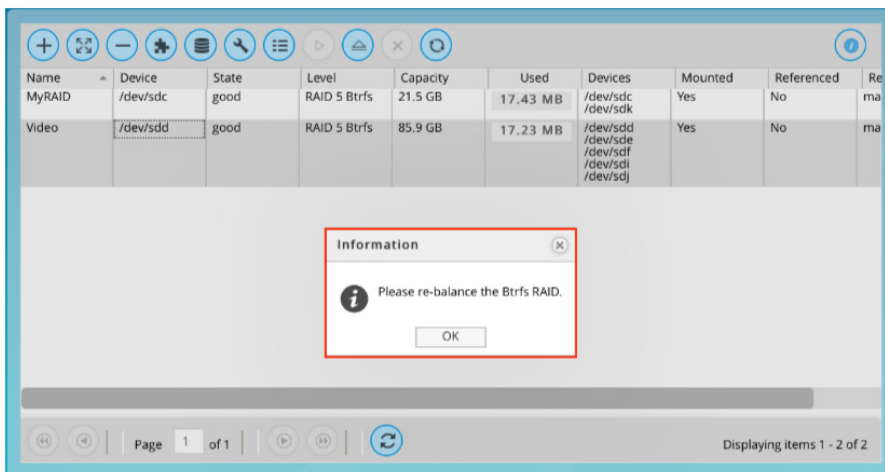 Name Device State Level Capacity Used Devices Mounted Referenced Re
MyRAID /dev/sdc good RAID 5 Btrfs 21.5 GB 17.43 MB /dev/sdc Yes No ma
/dev/sdk
Video /dev/sdd good RAID 5 Btrfs 85.9 GB 17.23 MB /dev/sdd Yes No ma
/dev/sde
/dev/sdf
/dev/sdi
/dev/sdj
Information
Please re-balance the Btrfs RAID.
OK
Page 1 of 1 Displaying items 1 - 2 of 2